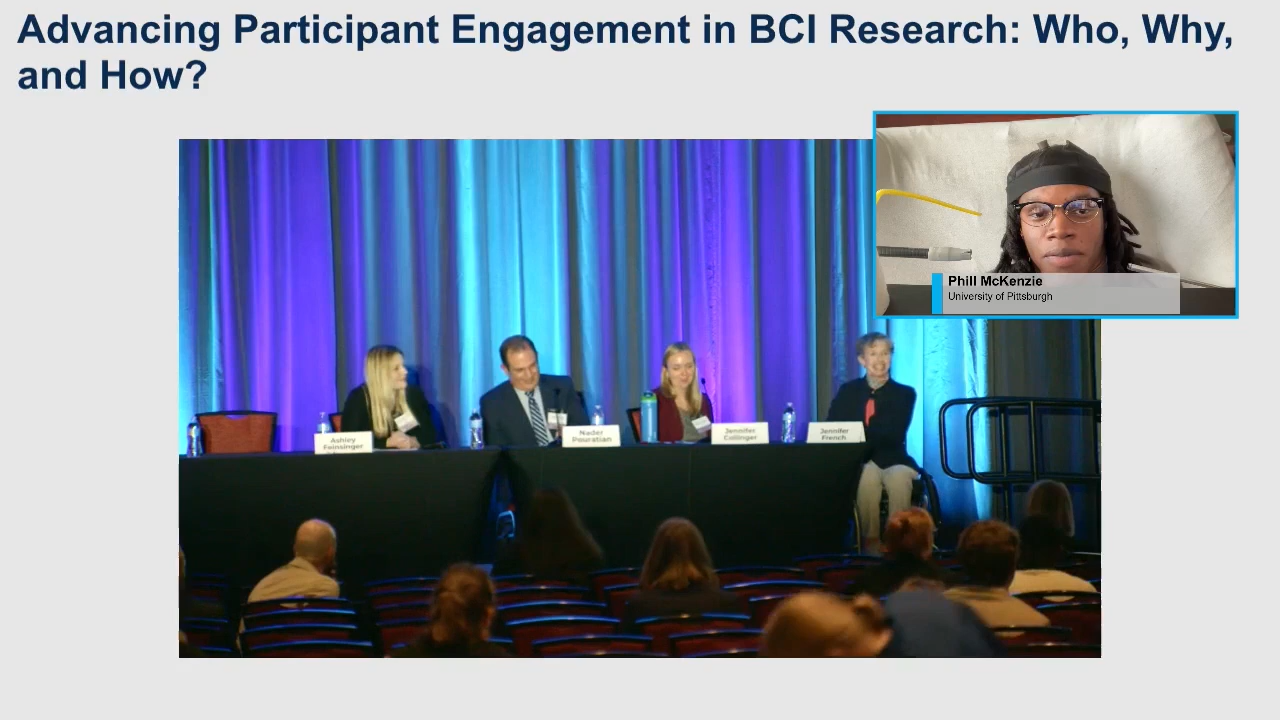 Advancing Participant Engagement in BCI Research: Who, Why,
and How?
Phill McKenzie
University of Pittsburgh
Ashley
Feinsinger
Nader
Pouratian
Jennifer
Collinger
Jennifer
French